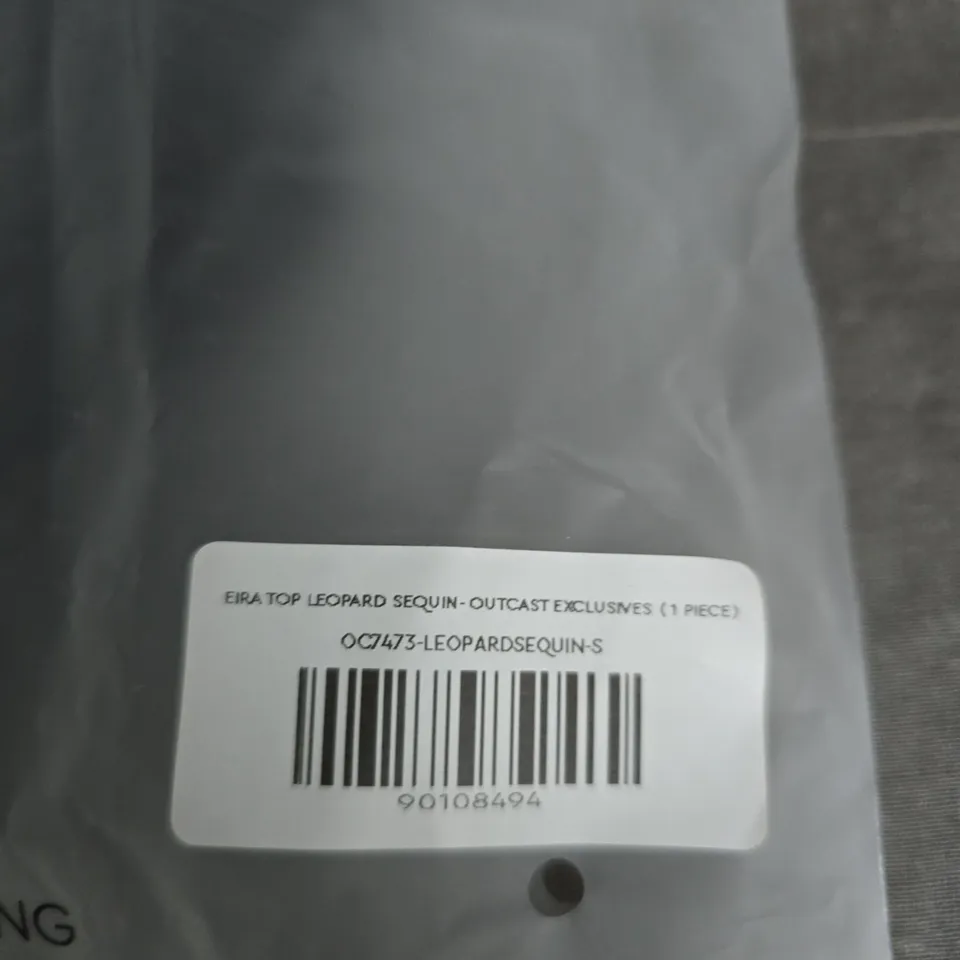 EIRA TOP LEOPARD SEQUIN- OUTCAST EXCLUSIVES (1 PIECE)
OC7473-LEOPARDSEQUIN-S
90108494
NG